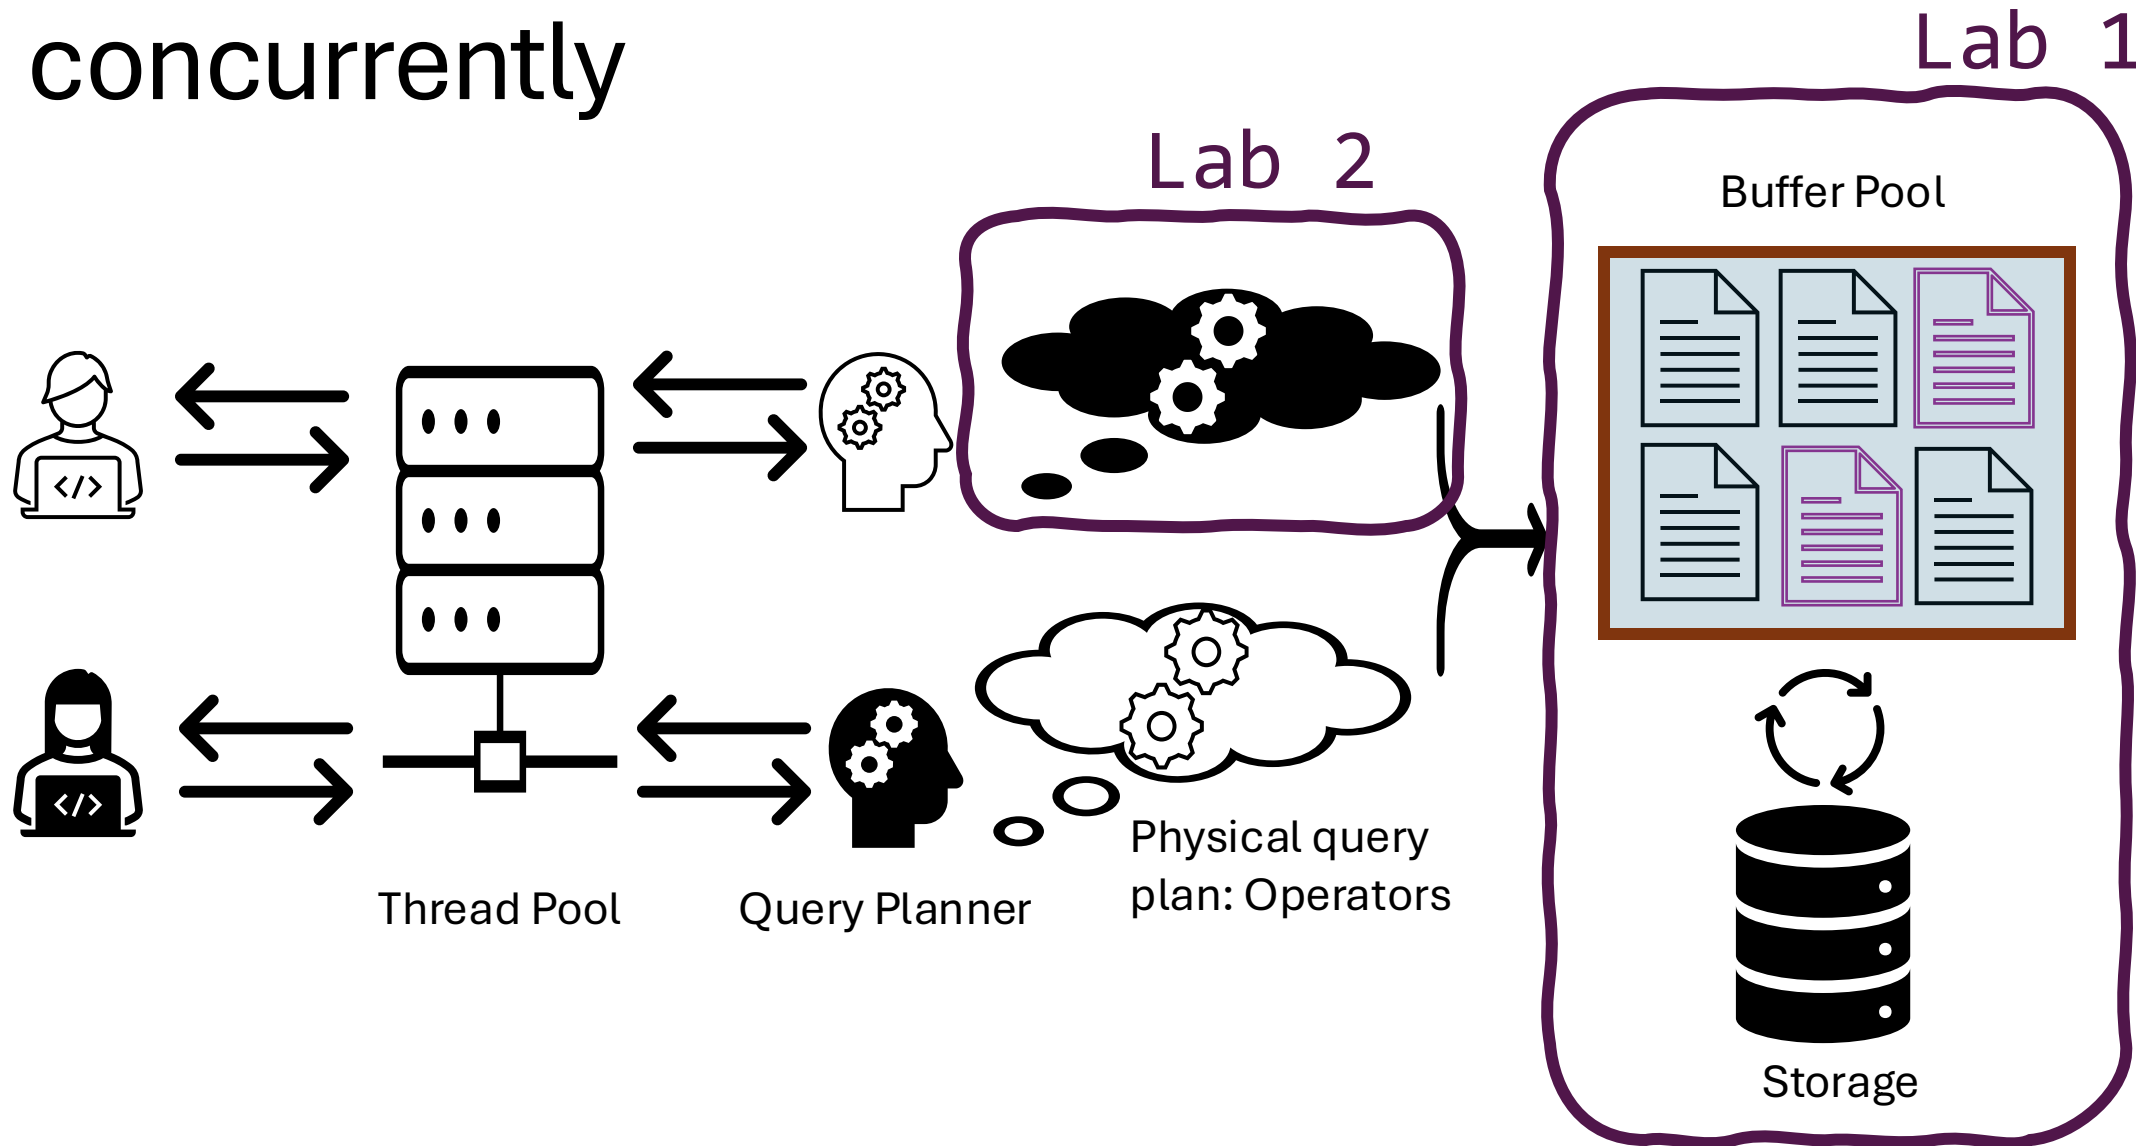 concurrently
Lab 1
Lab 2
Buffer Pool
</>
</>
Physical query
plan: Operators
Thread Pool
Query Planner
Storage